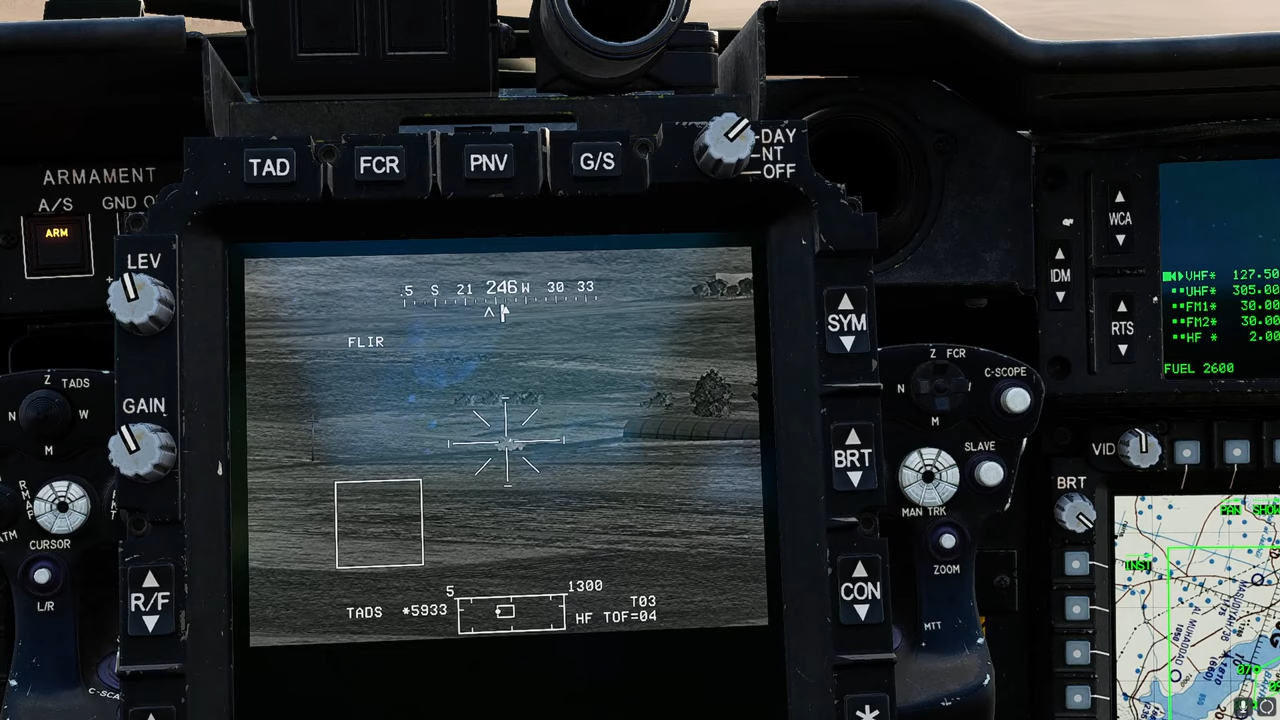 TAD FCR PNV G/S
DAY
NT
OFF
ARMAMENT
A/S GND
ARM
LEV
GAIN
Z TADS
N W
M
CURSOR
L/R
R/F
.5 S 21 246 W 30 33
FLIR
5 1300
TADS *5933
T03
HF TOF=04
SYM
BRT
CON
*
Z FCR
N
M
C-SCOPE
SLAVE
MAN TRK
ZOOM
MTT
WCA
IDM
RTS
VHF* 127.50
UHF* 305.00
FM1* 30.00
FM2* 30.00
HF * 2.00
FUEL 2600
VID
BRT
PAN SHOW
INST